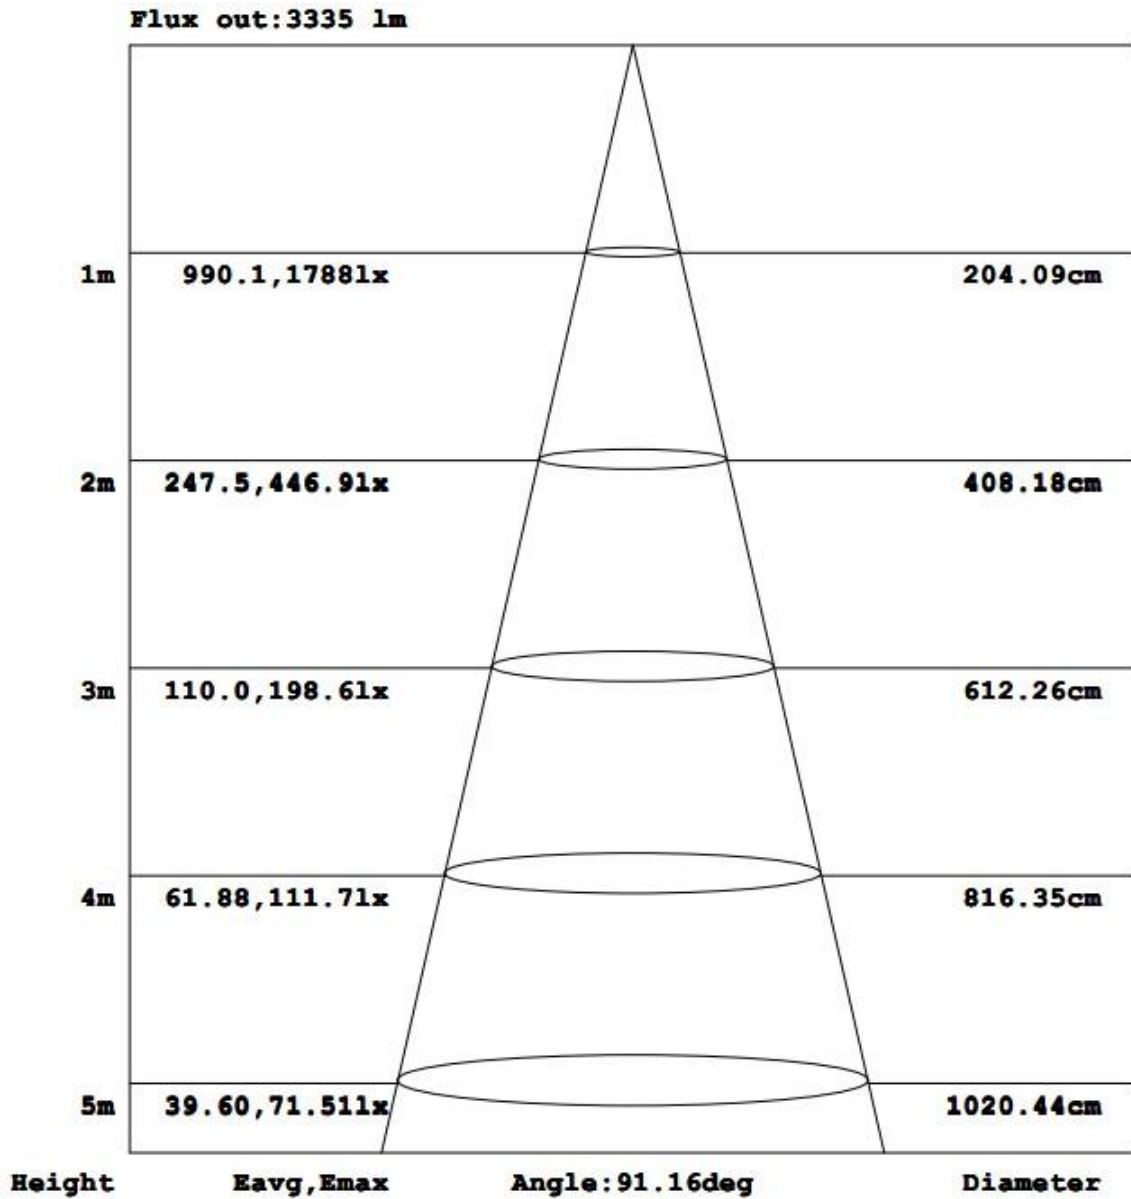 Flux out:3335 lm
1m 990.1,1788lx 204.09cm
2m 247.5,446.9lx 408.18cm
3m 110.0,198.6lx 612.26cm
4m 61.88,111.7lx 816.35cm
5m 39.60,71.51lx 1020.44cm
Height Eavg,Emax Angle:91.16deg Diameter